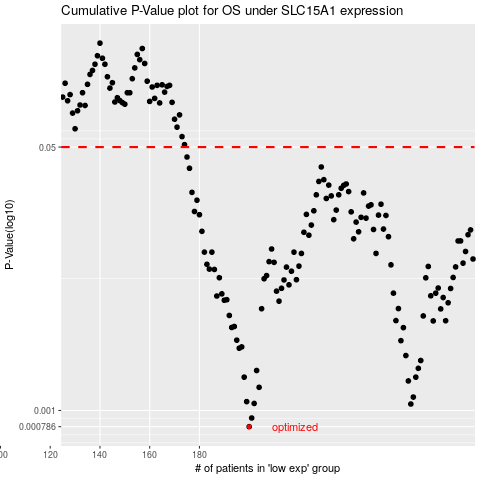 Cumulative P-Value plot for OS under SLC15A1 expression
P-Value(log10)
0.05
0.001
0.000786
optimized
00
120
140
160
180
# of patients in 'low exp' group